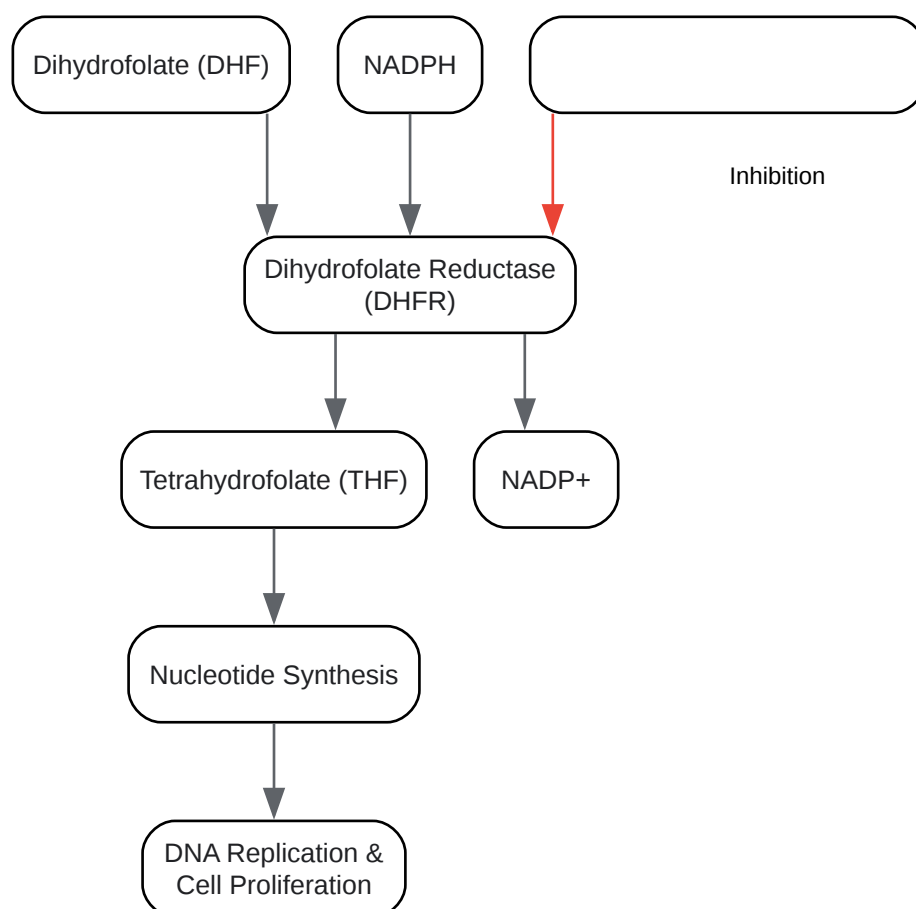 Dihydrofolate (DHF)
NADPH
Inhibition
Dihydrofolate Reductase
(DHFR)
Tetrahydrofolate (THF)
NADP+
Nucleotide Synthesis
DNA Replication &
Cell Proliferation